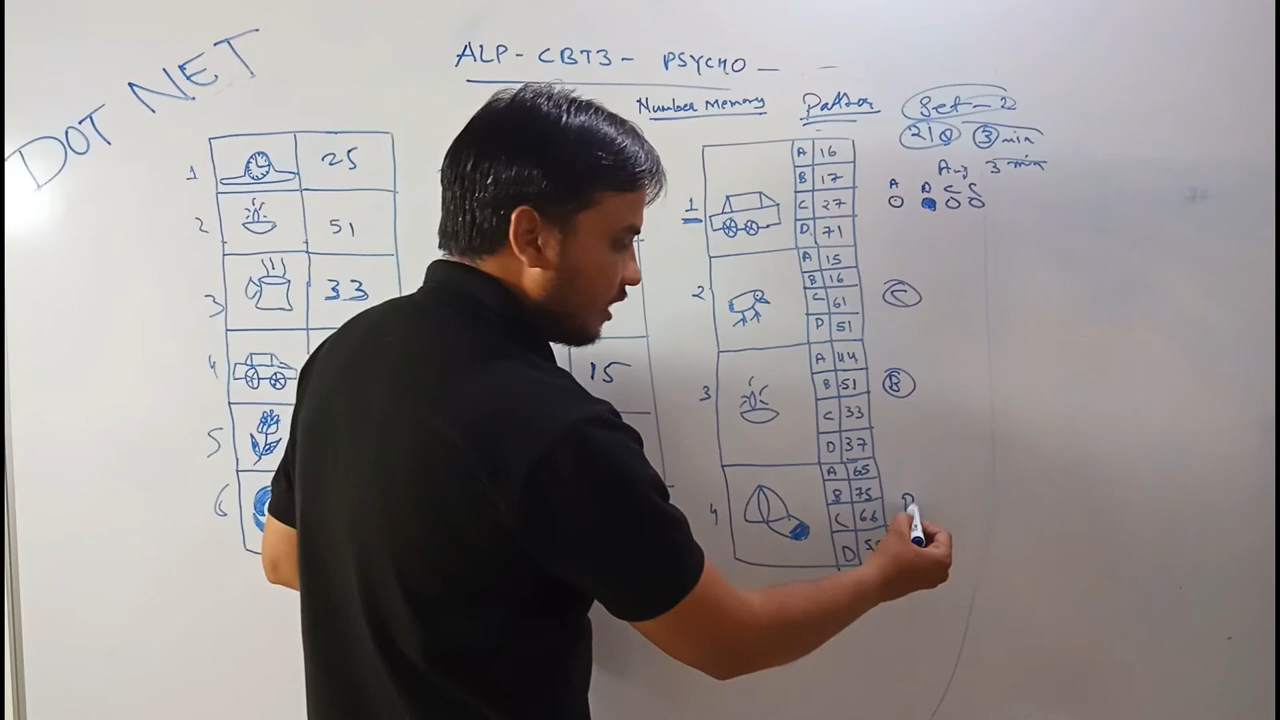 DOT NET
ALP - CBT3 - PSYCHO -
Number Memory
Set - 2
21Q 3 min
3 min
A
1 25
2 51
3 33
4
5
6
15
1
A 16
B 17
C 27
D 71
2
A 15
B 16
C 61
D 51
C
3
A 44
B 51
C 33
D 37
B
4
A 65
B 75
C 66
D